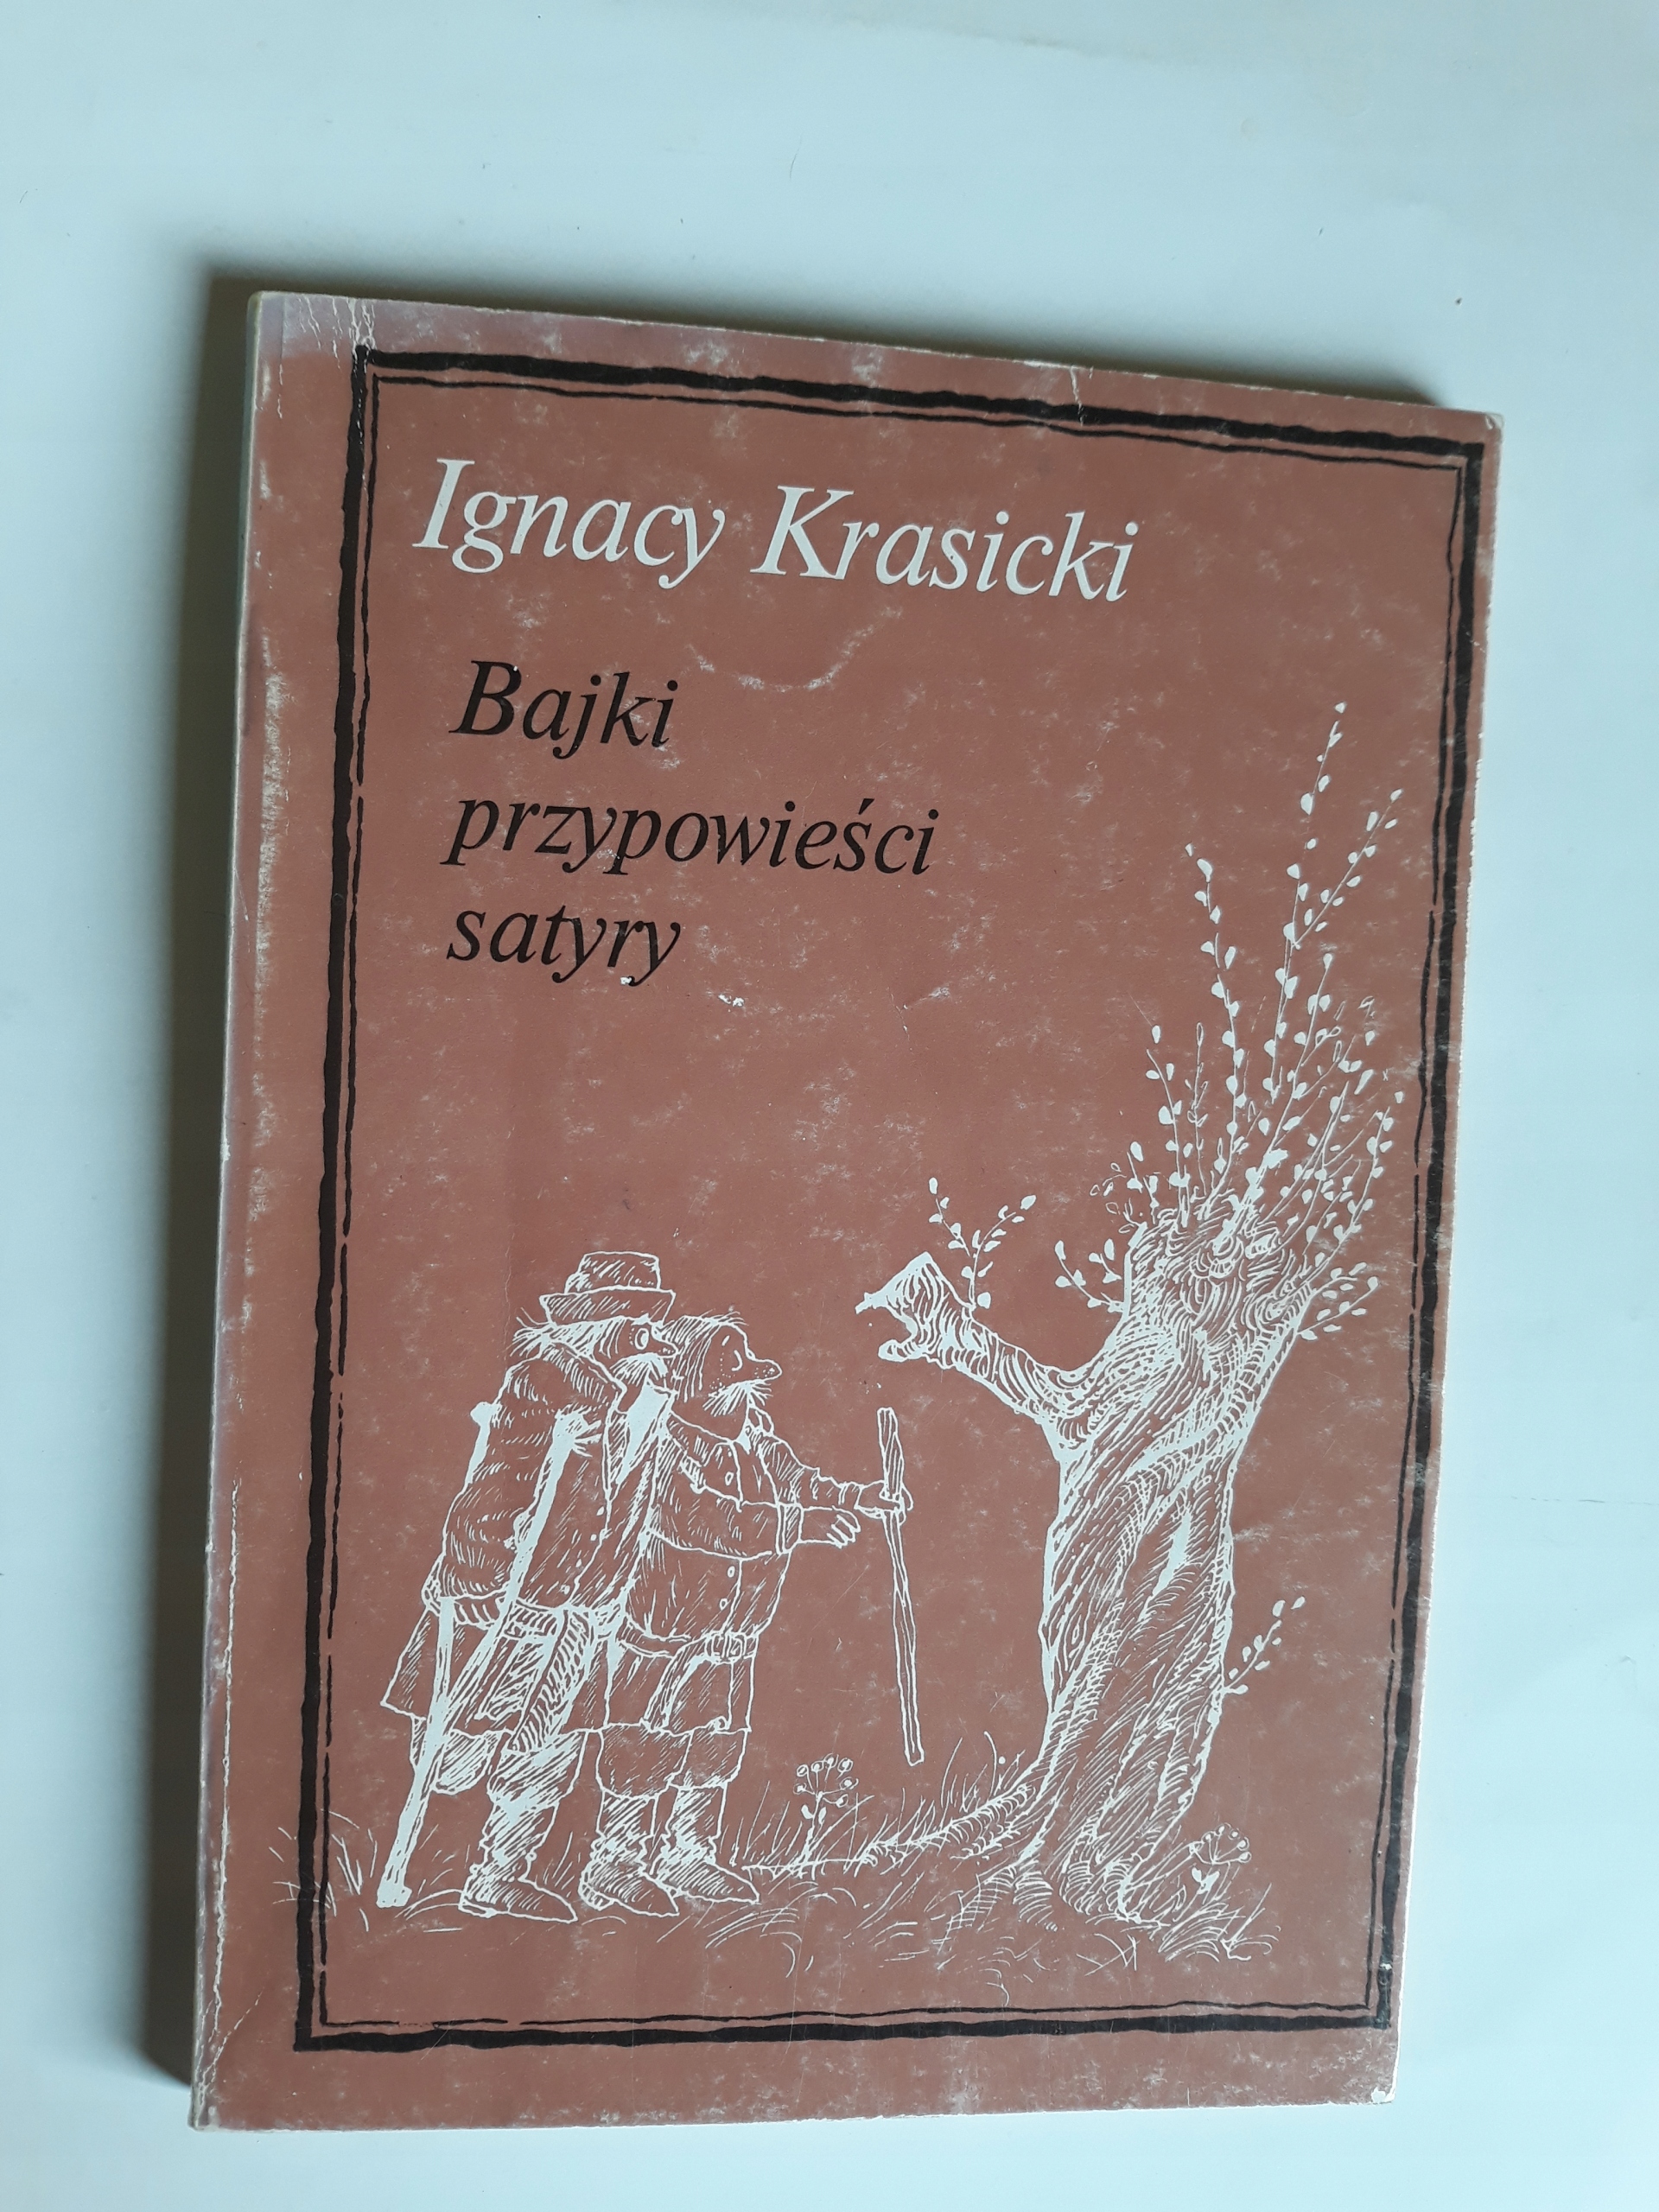 Ignacy Krasicki
Bajki
przypowieści
satyry